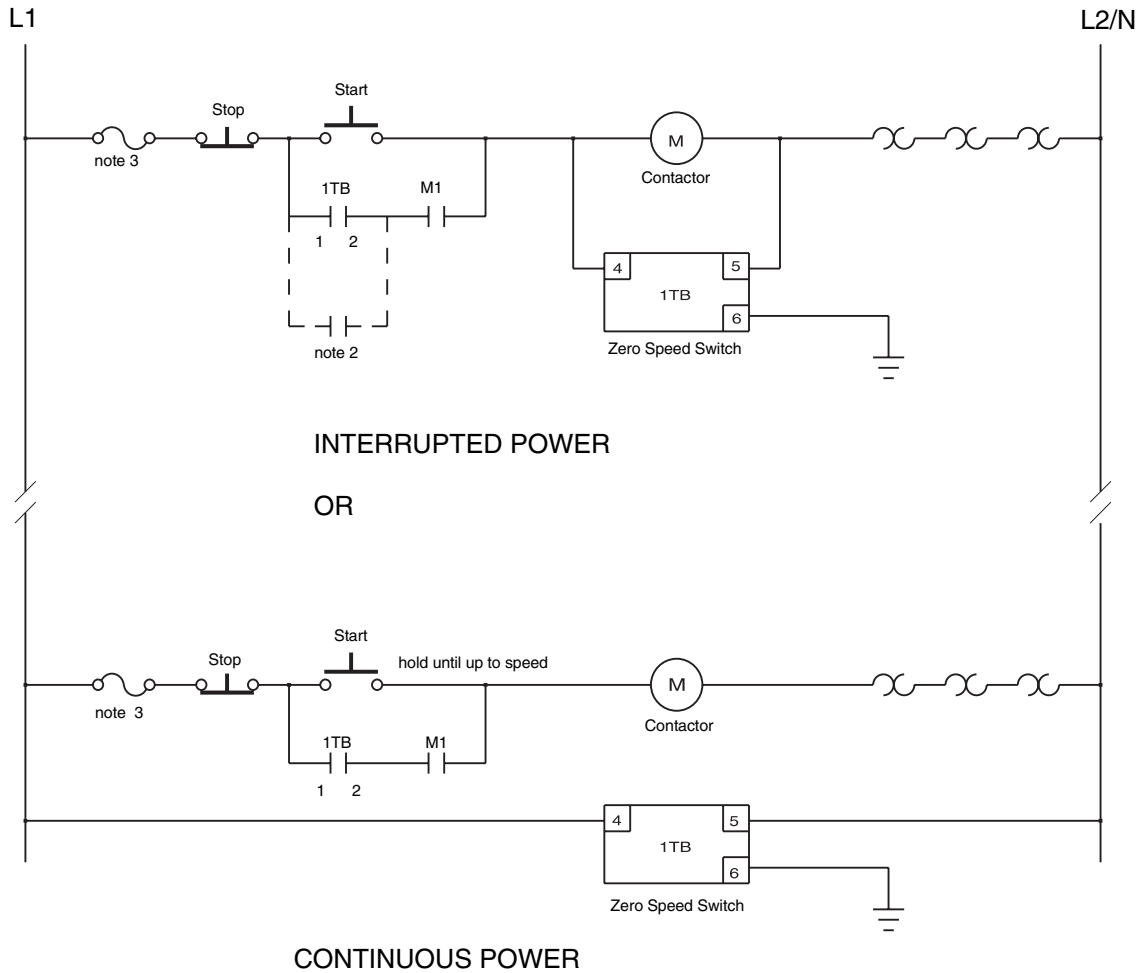 L1
L2/N
Start
Stop
note 3
M
Contactor
1TB
M1
1 2
4
5
1TB
6
note 2
Zero Speed Switch
INTERRUPTED POWER
OR
Start
Stop
hold until up to speed
note 3
M
Contactor
1TB
M1
1 2
4
5
1TB
6
Zero Speed Switch
CONTINUOUS POWER